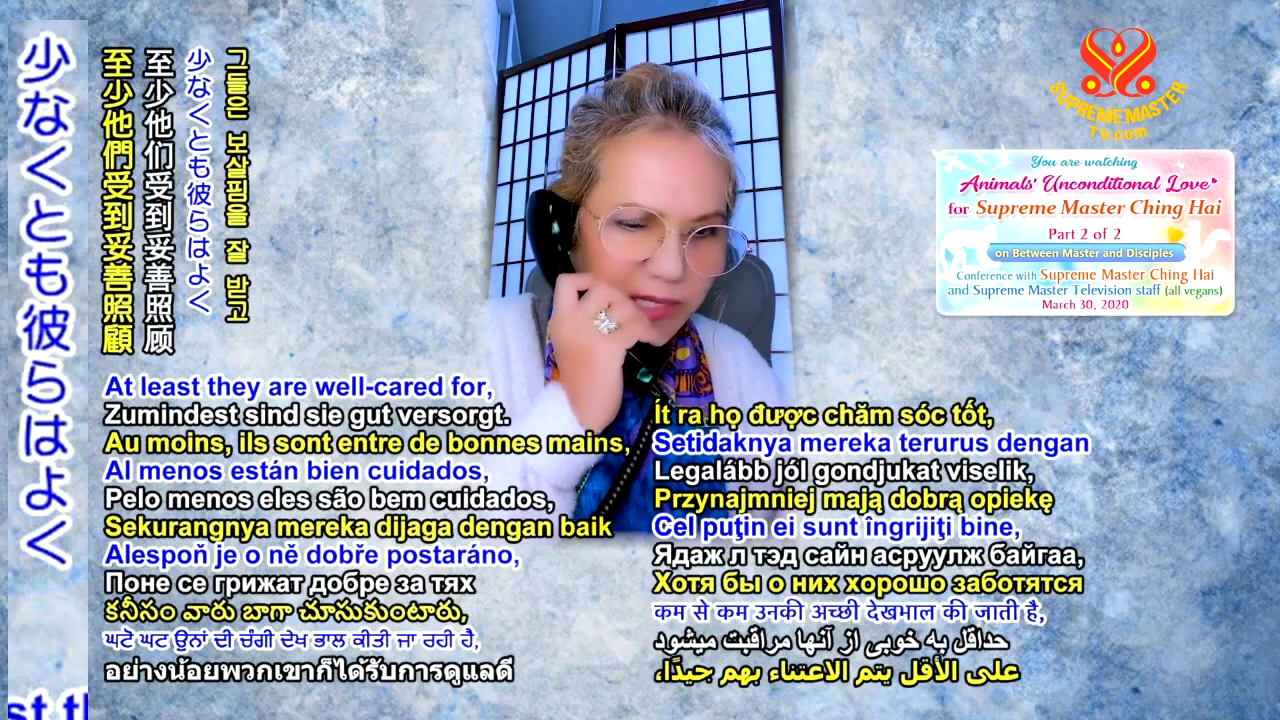 少なくとも彼らはよく
至少他們受到妥善照顧
至少他们受到妥善照顾
少なくとも彼らはよく
그들은 보살핌을 잘 받고
SUPREME MASTER
TV.com
You are watching
Animals' Unconditional Love
for Supreme Master Ching Hai
Part 2 of 2
on Between Master and Disciples
Conference with Supreme Master Ching Hai
and Supreme Master Television staff (all vegans)
March 30, 2020
At least they are well-cared for,
Zumindest sind sie gut versorgt.
Au moins, ils sont entre de bonnes mains,
Al menos están bien cuidados,
Pelo menos eles são bem cuidados,
Sekurangnya mereka dijaga dengan baik
Alespoň je o ně dobře postaráno,
Поне се грижат добре за тях
కనీసం వారు బాగా చూసుకుంటారు,
ਘਟੋ ਘਟ ਉਨਾਂ ਦੀ ਚੰਗੀ ਦੇਖ ਭਾਲ ਕੀਤੀ ਜਾ ਰਹੀ ਹੈ,
อย่างน้อยพวกเขาก็ได้รับการดูแลดี
Ít ra họ được chăm sóc tốt,
Setidaknya mereka terurus dengan
Legalább jól gondjukat viselik,
Przynajmniej mają dobrą opiekę
Cel puţin ei sunt îngrijiţi bine,
Ядаж л тэд сайн асруулж байгаа,
Хотя бы о них хорошо заботятся
कम से कम उनकी अच्छी देखभाल की जाती है,
حداقل به خوبی از آنها مراقبت میشود
على الأقل يتم الاعتناء بهم جيدًا،